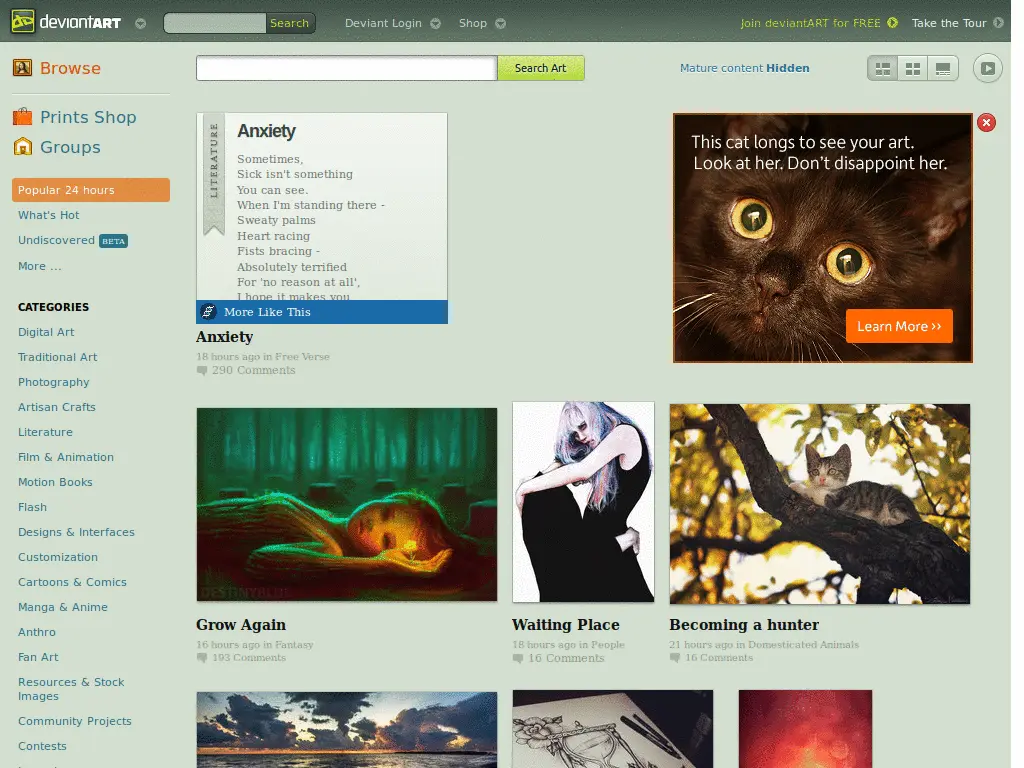 deviantART Search Deviant Login Shop Join deviantART for FREE Take the Tour
Browse
Search Art
Mature content Hidden
Prints Shop
Groups
Popular 24 hours
What's Hot
Undiscovered BETA
More ...
CATEGORIES
Digital Art
Traditional Art
Photography
Artisan Crafts
Literature
Film & Animation
Motion Books
Flash
Designs & Interfaces
Customization
Cartoons & Comics
Manga & Anime
Anthro
Fan Art
Resources & Stock
Images
Community Projects
Contests
LITERATURE
Anxiety
Sometimes,
Sick isn't something
You can see.
When I'm standing there -
Sweaty palms
Heart racing
Fists bracing -
Absolutely terrified
For 'no reason at all',
I hope it makes you
More Like This
Anxiety
18 hours ago in Free Verse
290 Comments
This cat longs to see your art.
Look at her. Don't disappoint her.
Learn More ››
DESTINYBLUE
Grow Again
16 hours ago in Fantasy
193 Comments
Waiting Place
18 hours ago in People
16 Comments
Becoming a hunter
21 hours ago in Domesticated Animals
16 Comments